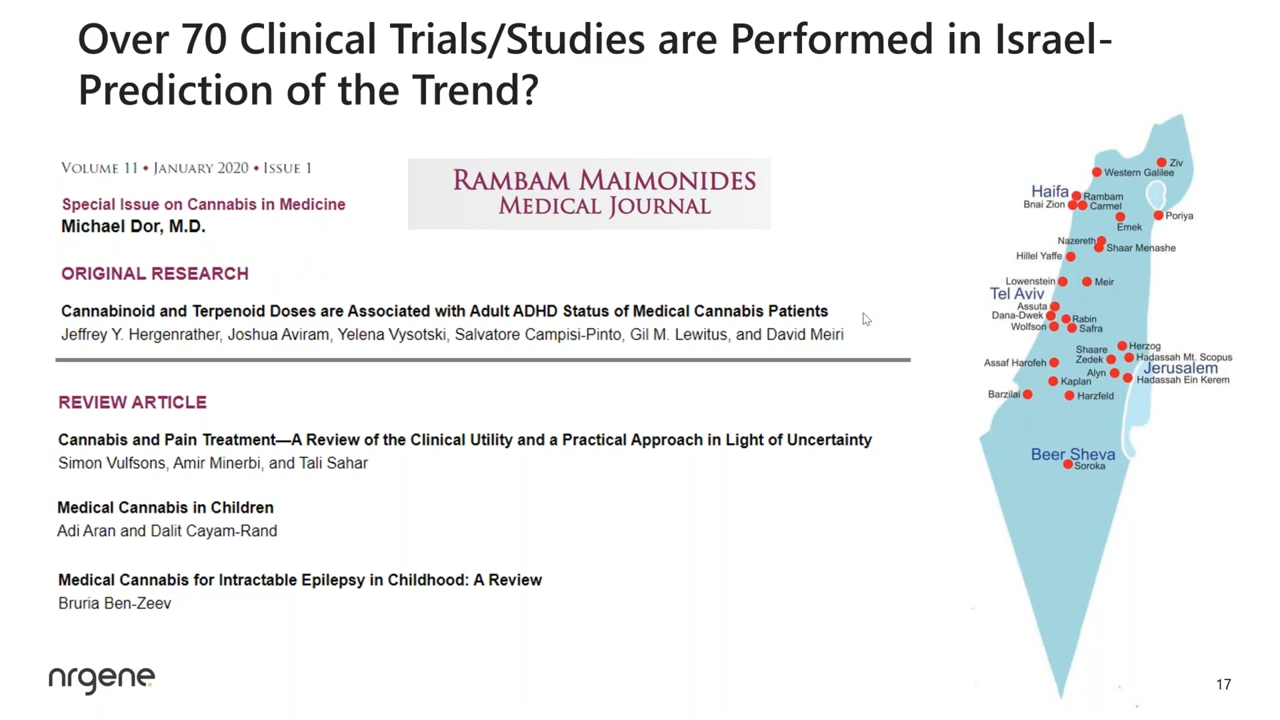 Over 70 Clinical Trials/Studies are Performed in Israel-
Prediction of the Trend?
VOLUME 11 • JANUARY 2020 • ISSUE 1
RAMBAM MAIMONIDES
MEDICAL JOURNAL
Special Issue on Cannabis in Medicine
Michael Dor, M.D.
ORIGINAL RESEARCH
Cannabinoid and Terpenoid Doses are Associated with Adult ADHD Status of Medical Cannabis Patients
Jeffrey Y. Hergenrather, Joshua Aviram, Yelena Vysotski, Salvatore Campisi-Pinto, Gil M. Lewitus, and David Meiri
REVIEW ARTICLE
Cannabis and Pain Treatment—A Review of the Clinical Utility and a Practical Approach in Light of Uncertainty
Simon Vulfsons, Amir Minerbi, and Tali Sahar
Medical Cannabis in Children
Adi Aran and Dalit Cayam-Rand
Medical Cannabis for Intractable Epilepsy in Childhood: A Review
Bruria Ben-Zeev
Ziv
Western Galilee
Haifa
Rambam
Bnai Zion
Carmel
Poriya
Emek
Nazereth
Shaar Menashe
Hillel Yaffe
Lowenstein
Meir
Tel Aviv
Assuta
Dana-Dwek
Rabin
Wolfson
Safra
Herzog
Shaare
Zedek
Hadassah Mt. Scopus
Assaf Harofeh
Jerusalem
Alyn
Hadassah Ein Kerem
Kaplan
Barzilai
Harzfeld
Beer Sheva
Soroka
nrgene
17